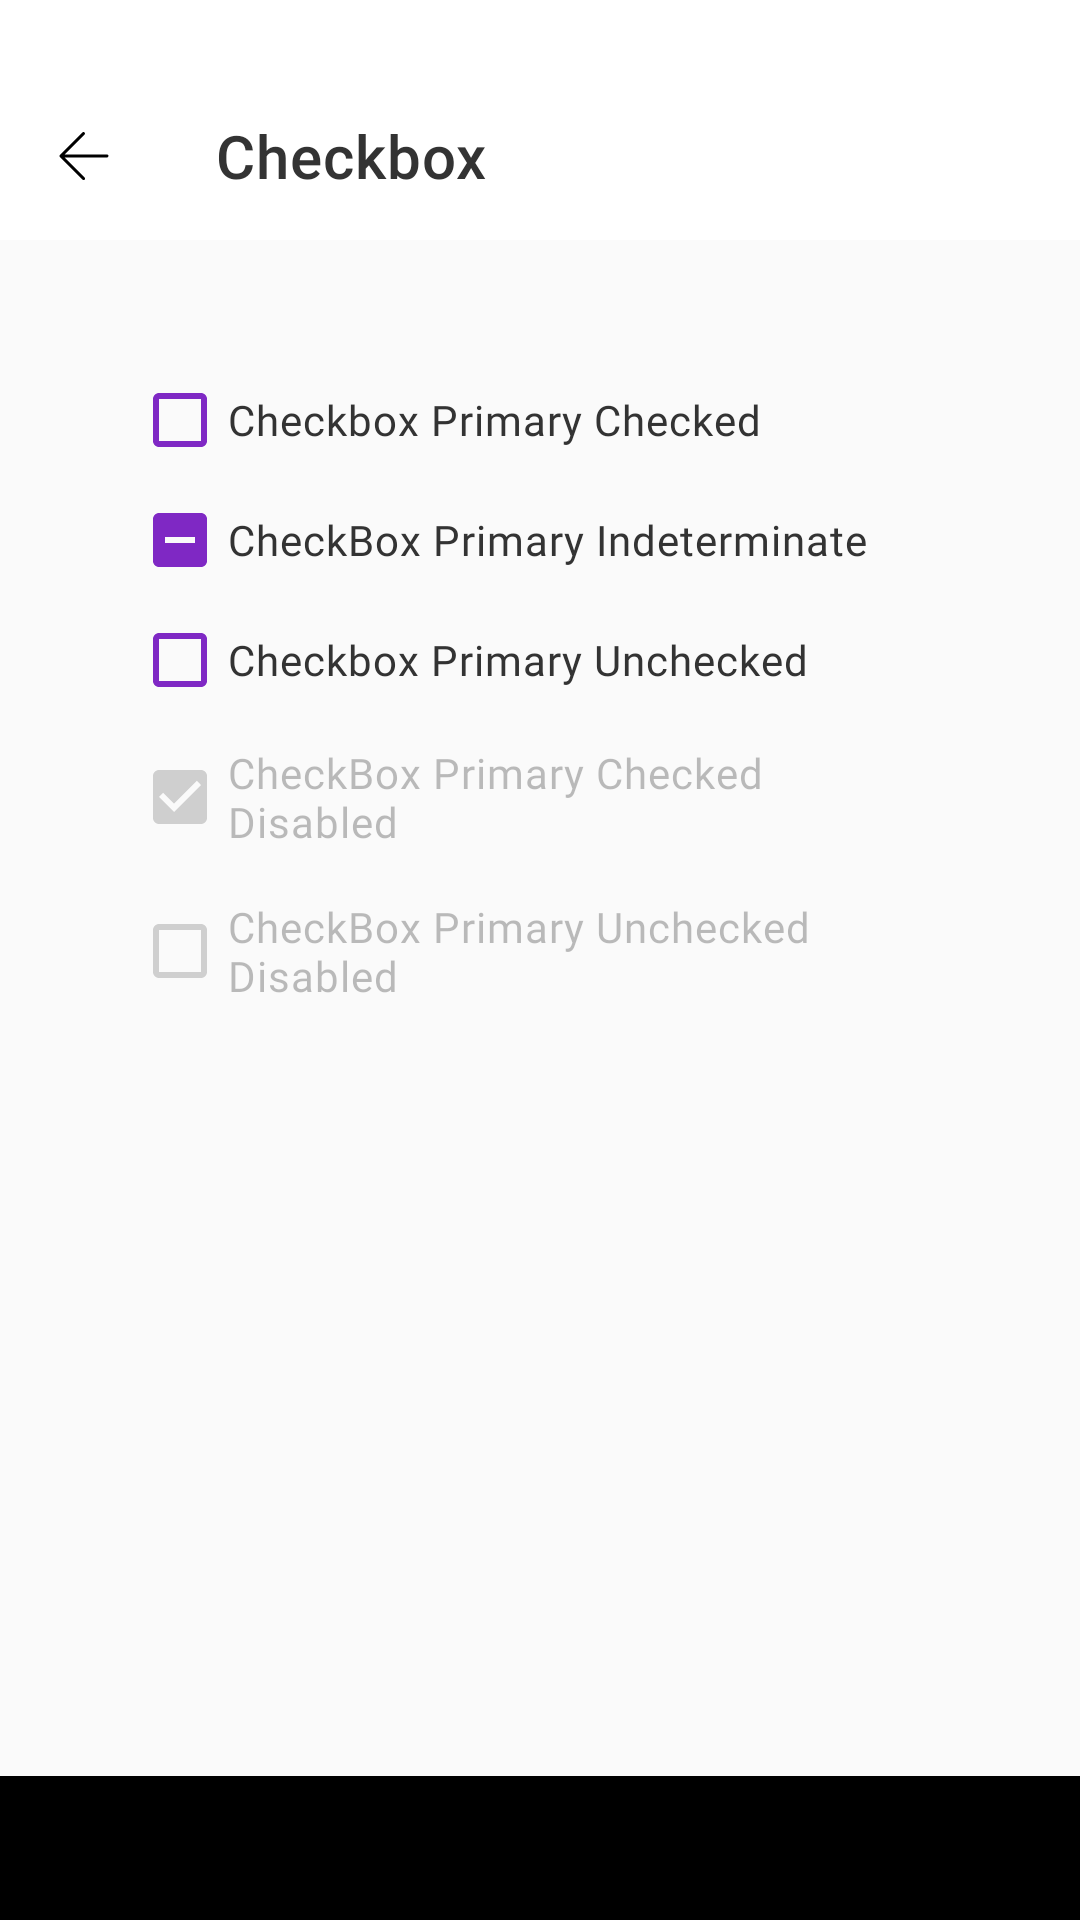 Checkbox
Checkbox Primary Checked
CheckBox Primary Indeterminate
Checkbox Primary Unchecked
CheckBox Primary Checked
Disabled
CheckBox Primary Unchecked
Disabled